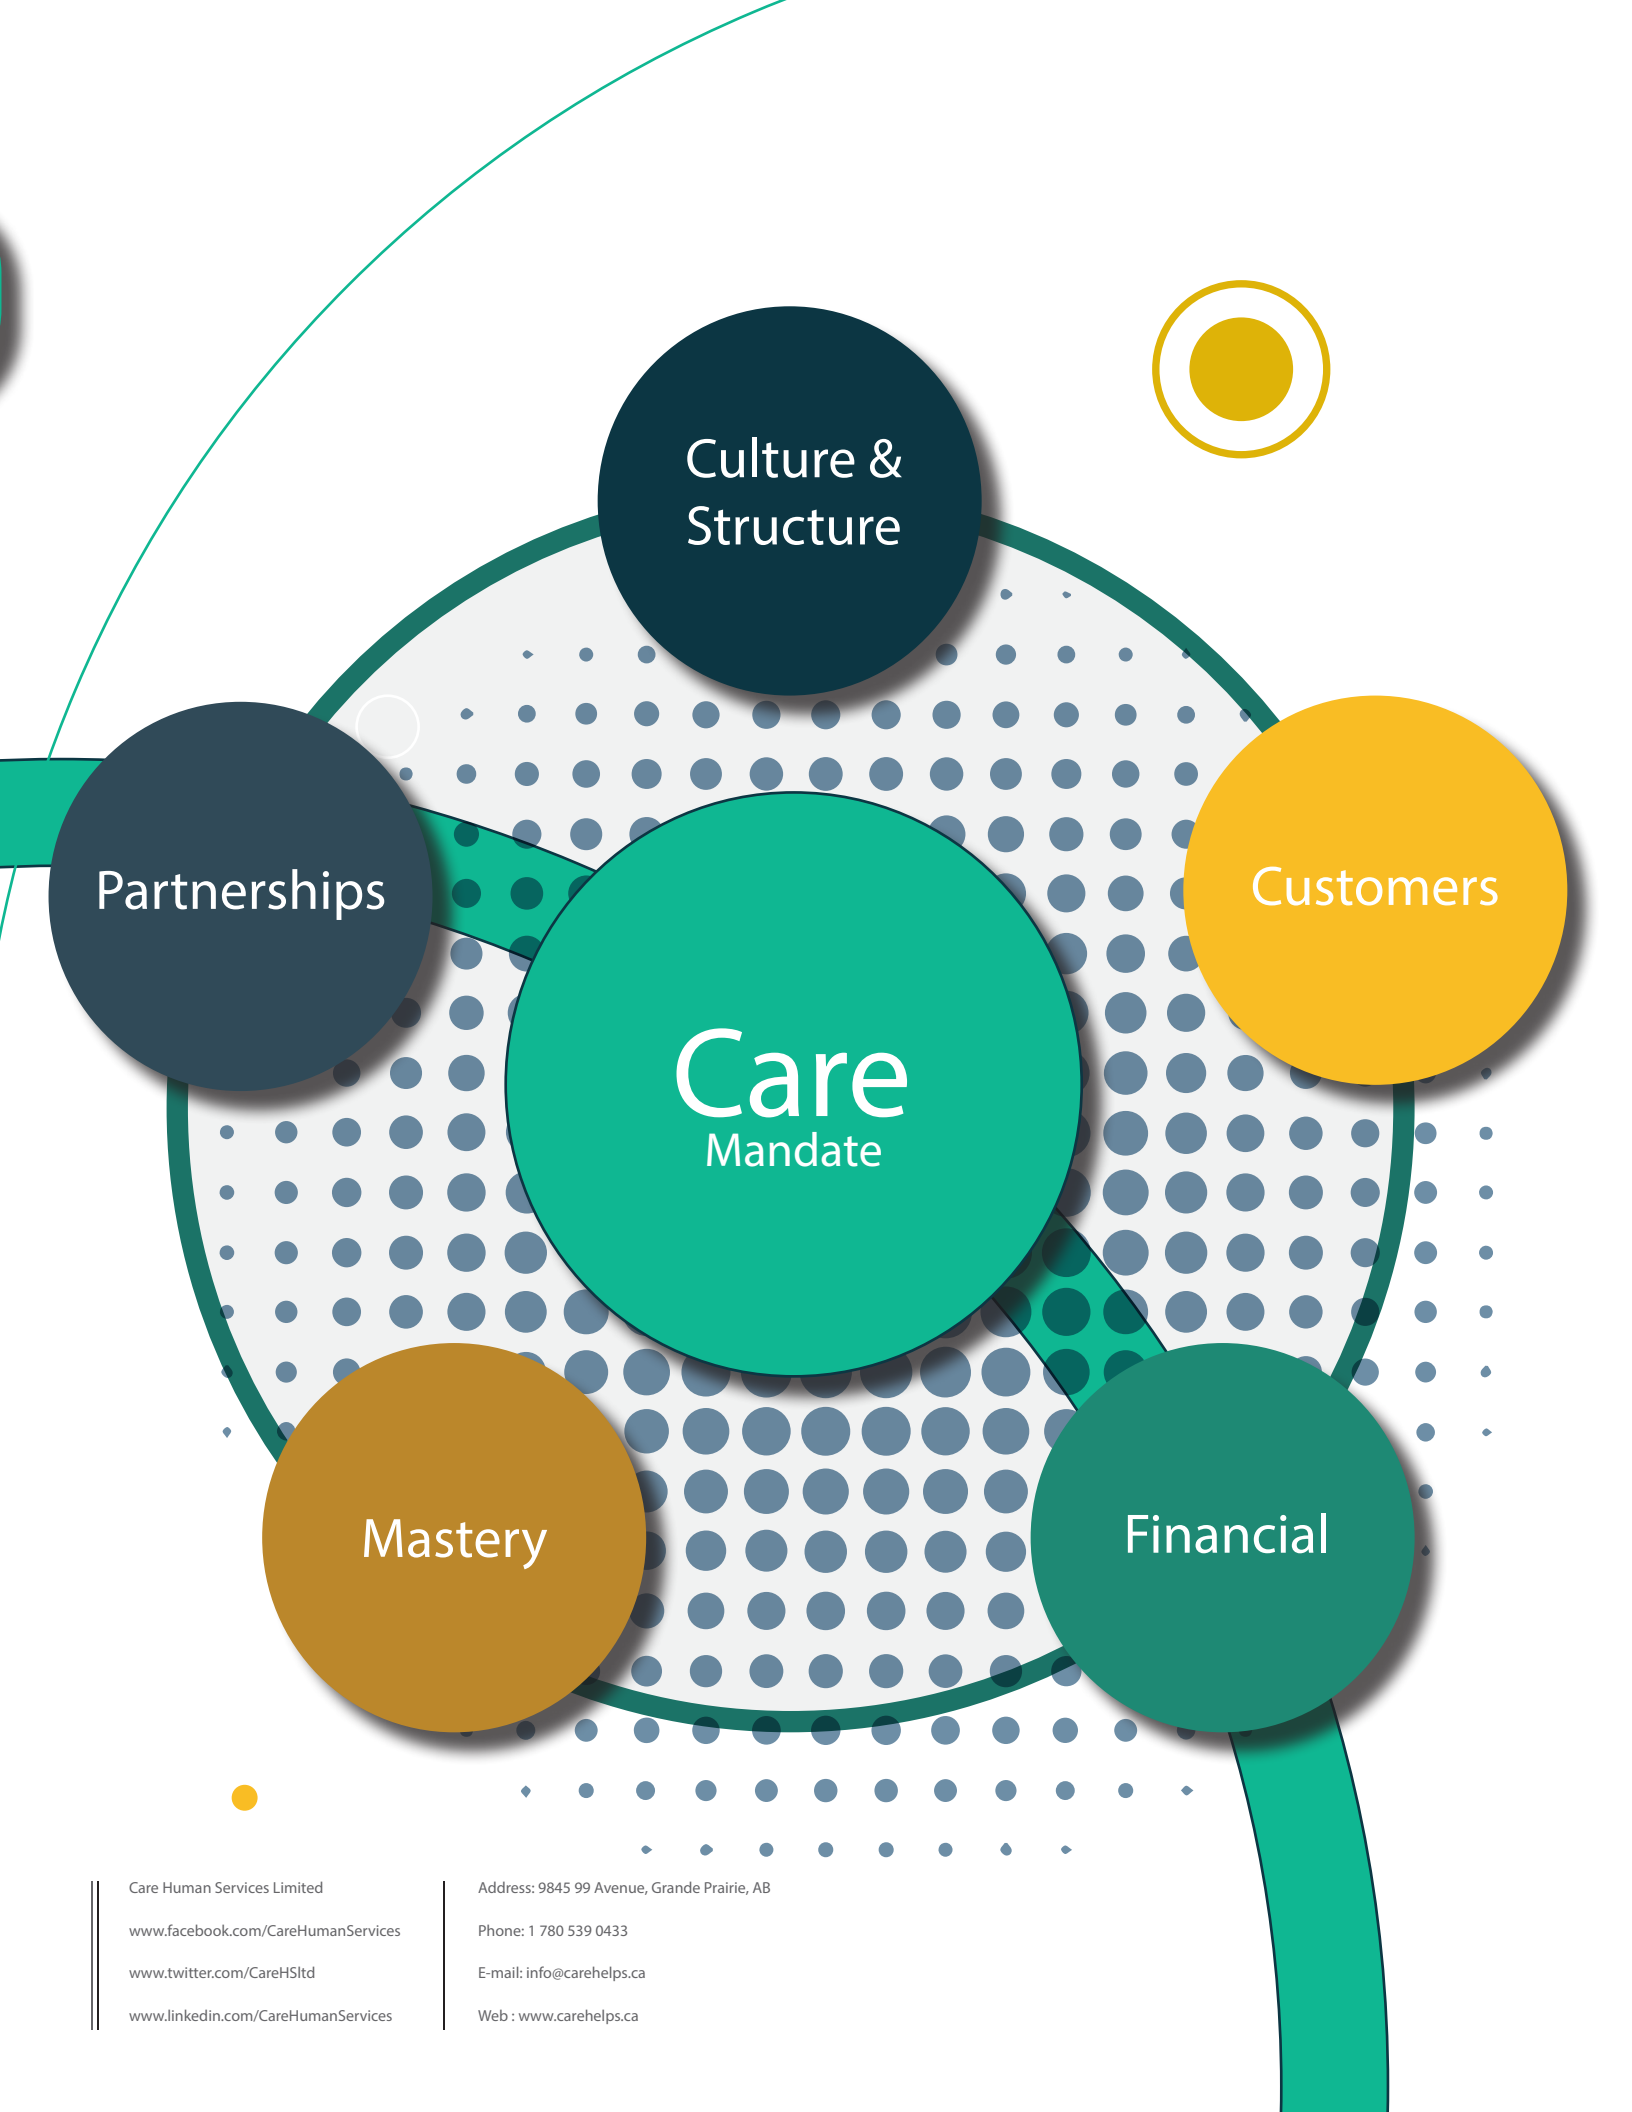 Culture &
Structure
Partnerships
Customers
Care
Mandate
Mastery
Financial
Care Human Services Limited
www.facebook.com/CareHumanServices
www.twitter.com/CareHSltd
www.linkedin.com/CareHumanServices
Address: 9845 99 Avenue, Grande Prairie, AB
Phone: 1 780 539 0433
E-mail: info@carehelps.ca
Web : www.carehelps.ca